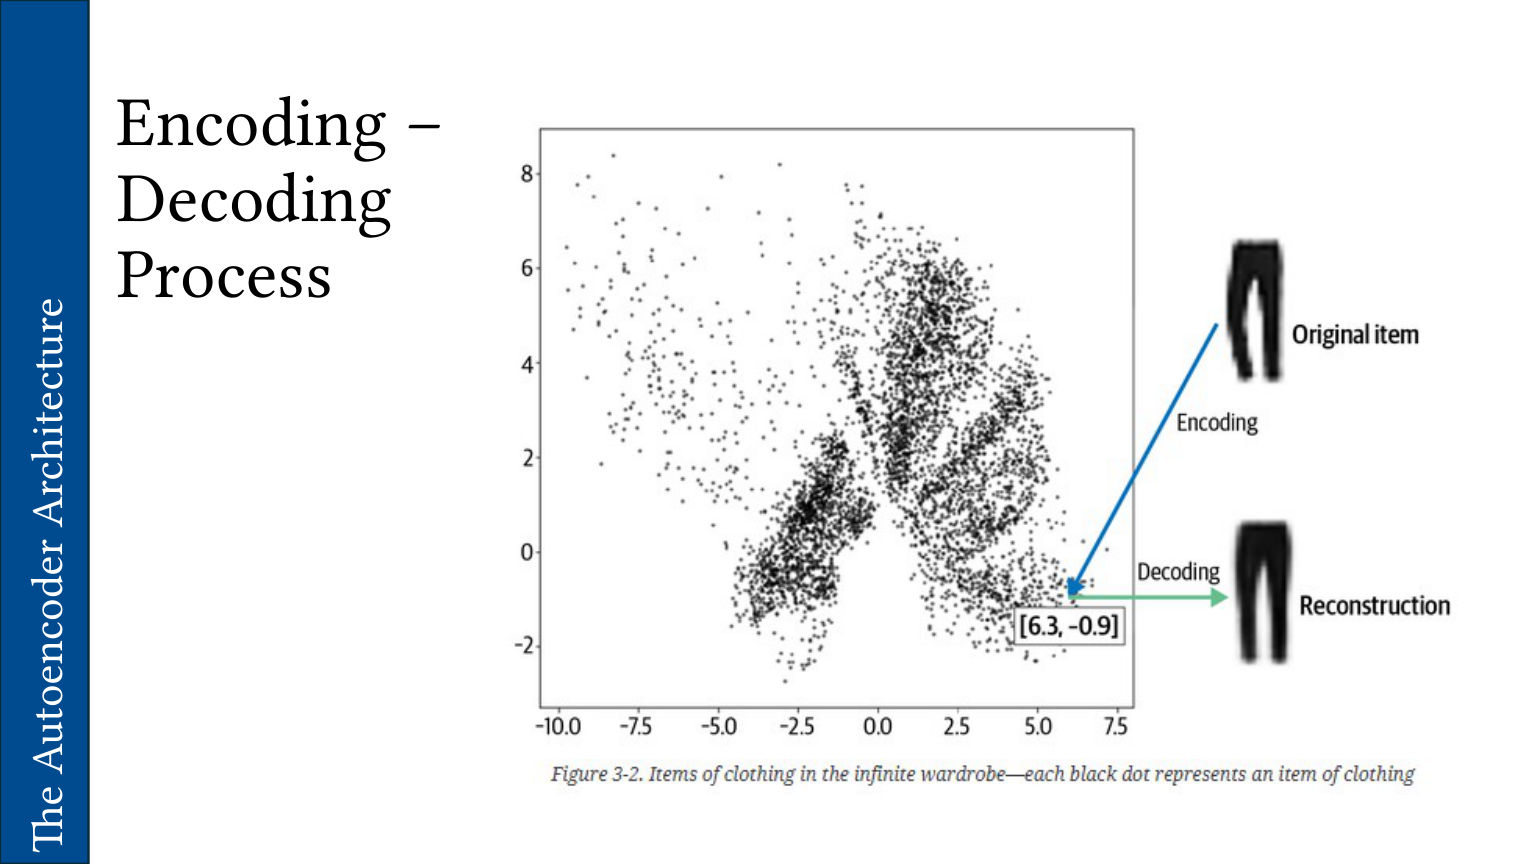 The Autoencoder Architecture
Encoding –
Decoding
Process
8
6
4
2
0
−2
−10.0
−7.5
−5.0
−2.5
0.0
2.5
5.0
7.5
Original item
Encoding
Decoding
Reconstruction
[6.3, −0.9]
Figure 3-2. Items of clothing in the infinite wardrobe—each black dot represents an item of clothing